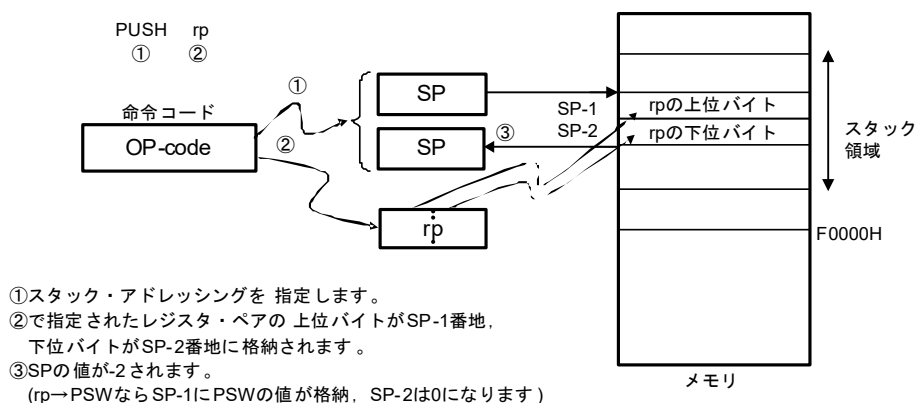 PUSH rp
① ②
命令コード
OP-code
①
②
SP
SP
③
rp
SP-1
SP-2
rpの上位バイト
rpの下位バイト
スタック
領域
F0000H
メモリ
①スタック・アドレッシングを 指定します。
②で指定されたレジスタ・ペアの 上位バイトがSP-1番地，
下位バイトがSP-2番地に格納されます。
③SPの値が-2されます。
(rp→PSWならSP-1にPSWの値が格納，SP-2は0になります)